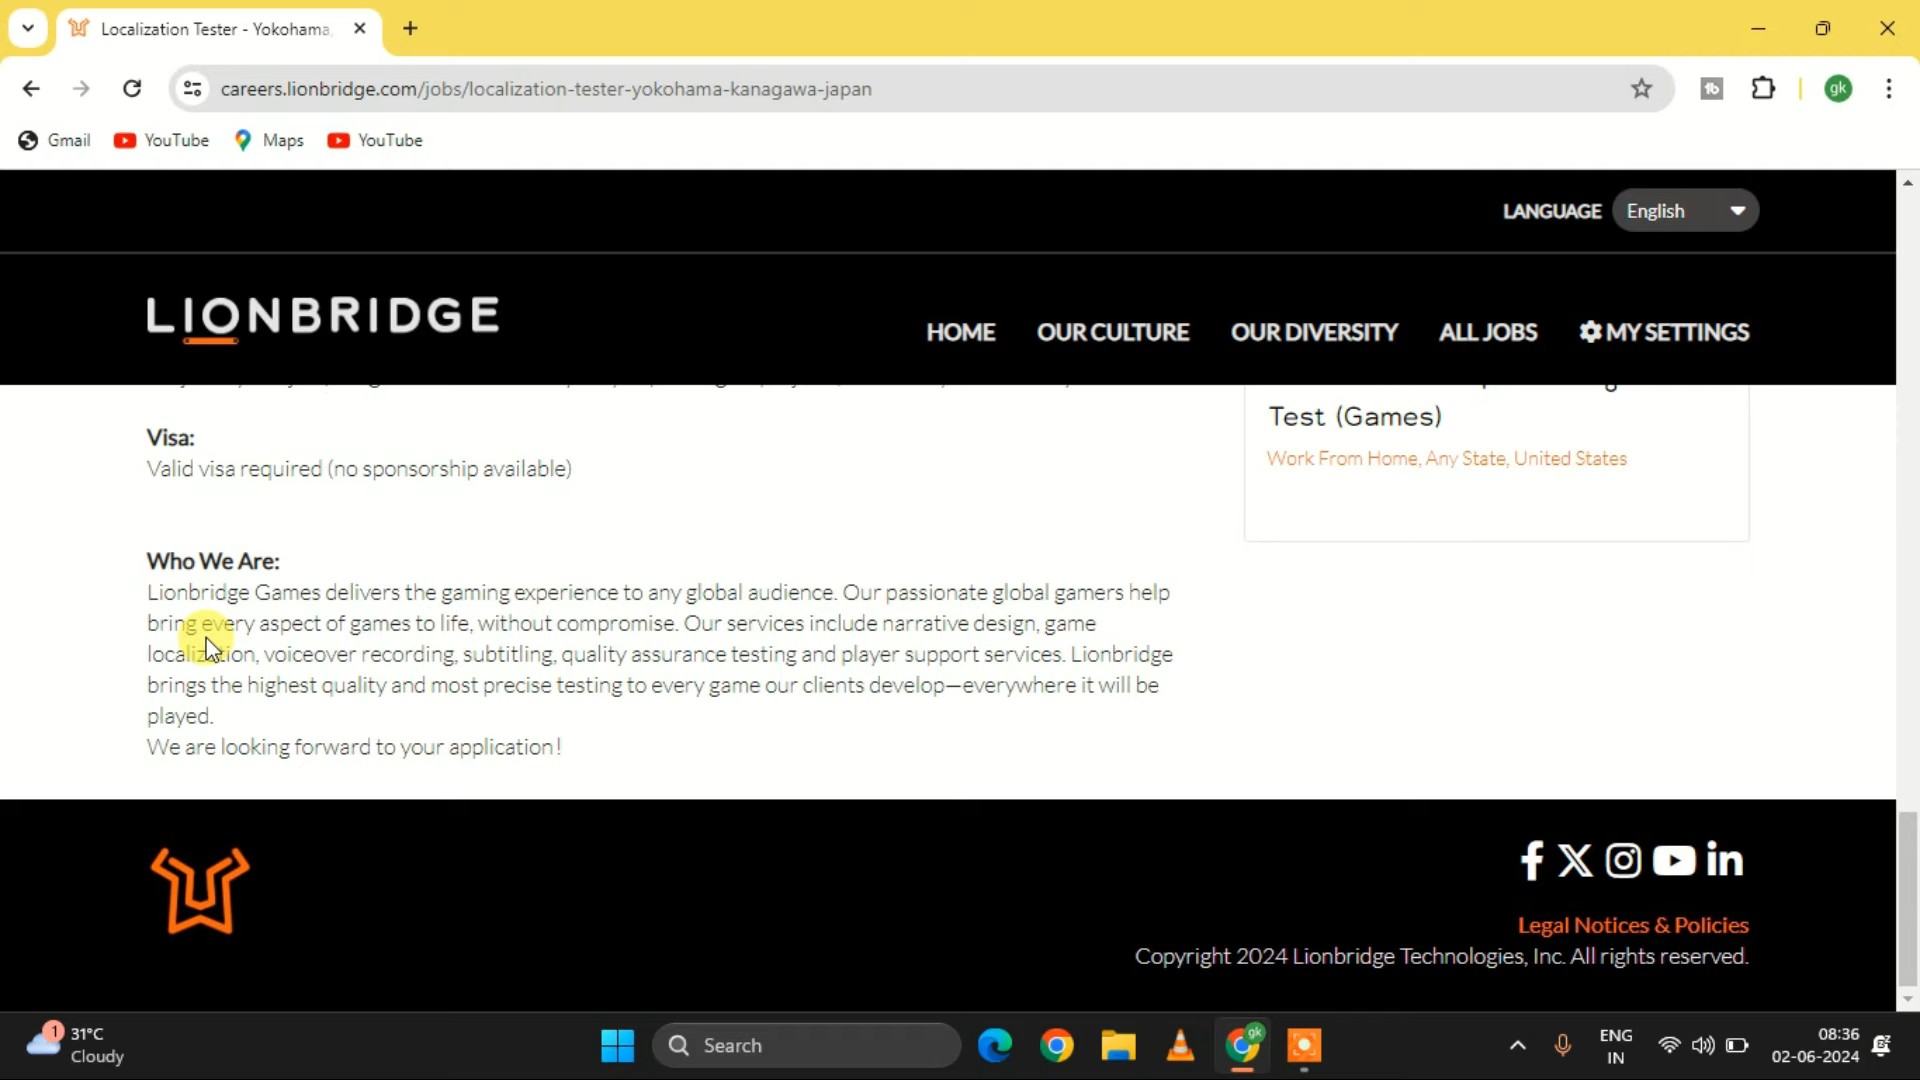 Localization Tester - Yokohama,
careers.lionbridge.com/jobs/localization-tester-yokohama-kanagawa-japan
gk
Gmail
YouTube
Maps
YouTube
LANGUAGE
English
LIONBRIDGE
HOME
OUR CULTURE
OUR DIVERSITY
ALL JOBS
MY SETTINGS
Test (Games)
Work From Home, Any State, United States
Visa:
Valid visa required (no sponsorship available)
Who We Are:
Lionbridge Games delivers the gaming experience to any global audience. Our passionate global gamers help
bring every aspect of games to life, without compromise. Our services include narrative design, game
localization, voiceover recording, subtitling, quality assurance testing and player support services. Lionbridge
brings the highest quality and most precise testing to every game our clients develop—everywhere it will be
played.
We are looking forward to your application!
Legal Notices & Policies
Copyright 2024 Lionbridge Technologies, Inc. All rights reserved.
1
31°C
Cloudy
Search
gk
ENG
IN
08:36
02-06-2024